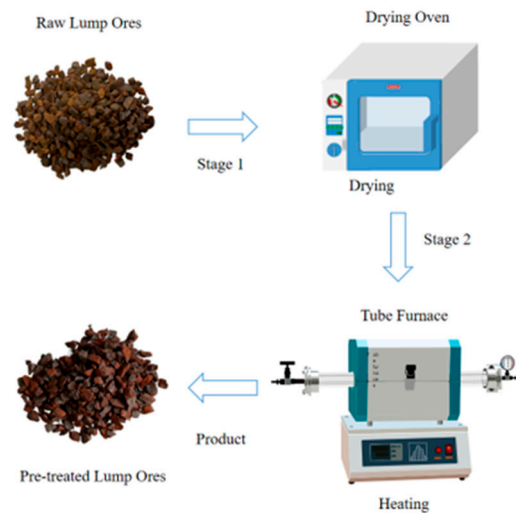 Raw Lump Ores
Drying Oven
Stage 1
Drying
Stage 2
Tube Furnace
Product
Pre-treated Lump Ores
Heating